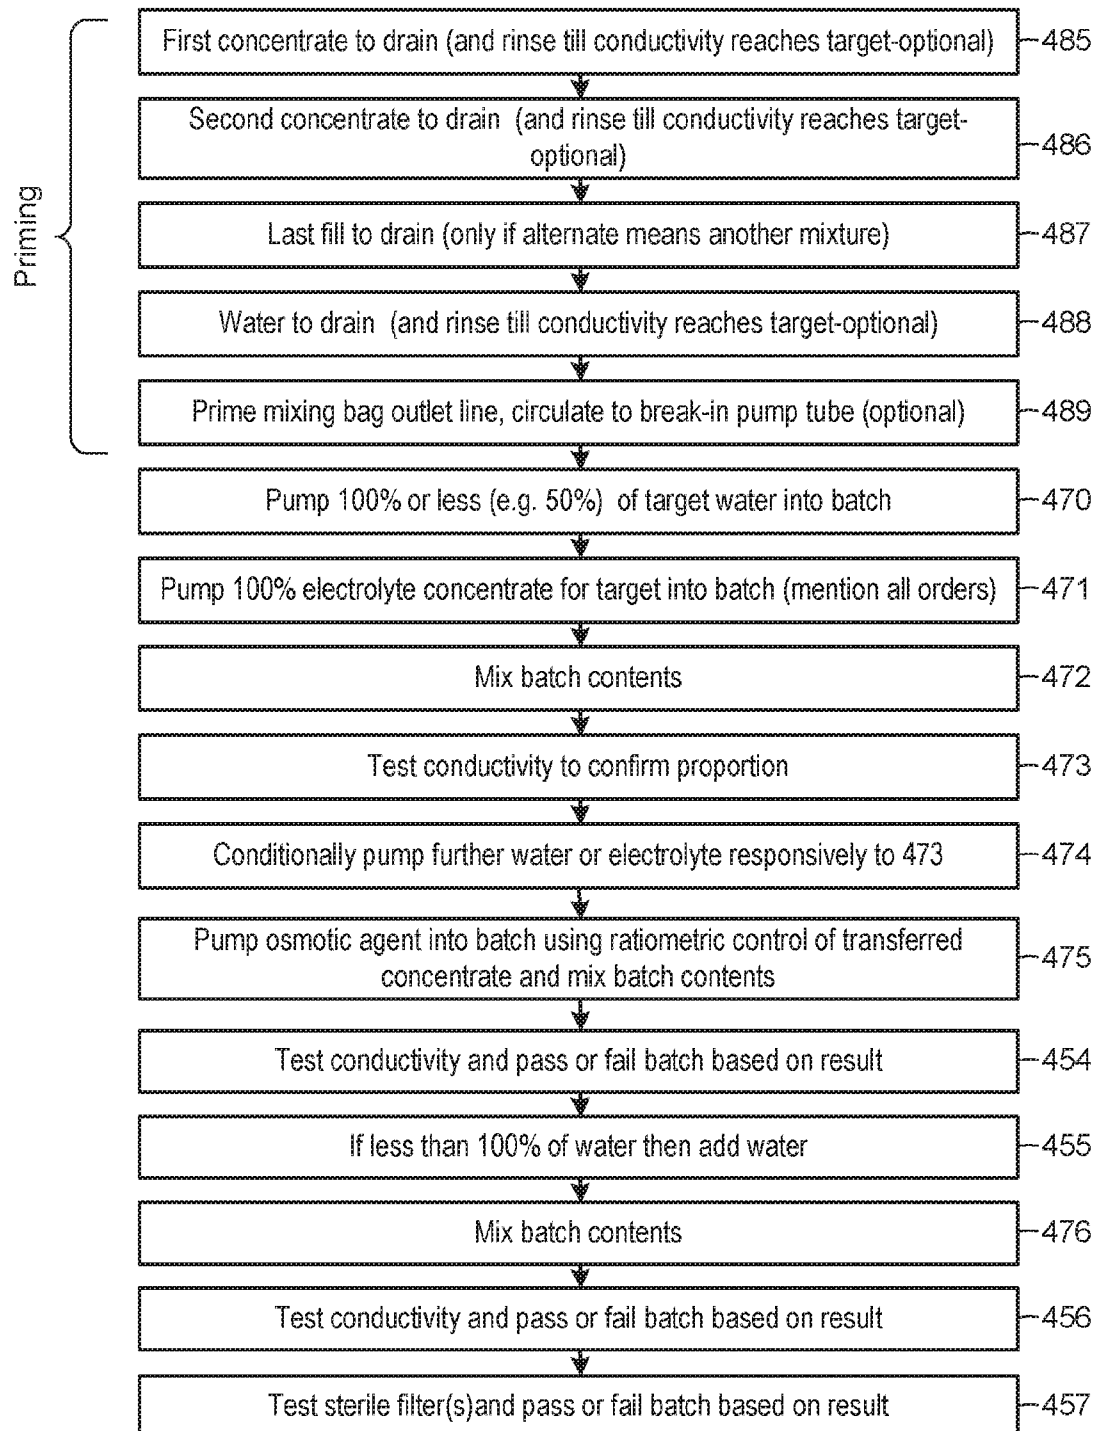 Priming
First concentrate to drain (and rinse till conductivity reaches target-optional)
485
Second concentrate to drain (and rinse till conductivity reaches target-
optional)
486
Last fill to drain (only if alternate means another mixture)
487
Water to drain (and rinse till conductivity reaches target-optional)
488
Prime mixing bag outlet line, circulate to break-in pump tube (optional)
489
Pump 100% or less (e.g. 50%) of target water into batch
470
Pump 100% electrolyte concentrate for target into batch (mention all orders)
471
Mix batch contents
472
Test conductivity to confirm proportion
473
Conditionally pump further water or electrolyte responsively to 473
474
Pump osmotic agent into batch using ratiometric control of transferred
concentrate and mix batch contents
475
Test conductivity and pass or fail batch based on result
454
If less than 100% of water then add water
455
Mix batch contents
476
Test conductivity and pass or fail batch based on result
456
Test sterile filter(s)and pass or fail batch based on result
457